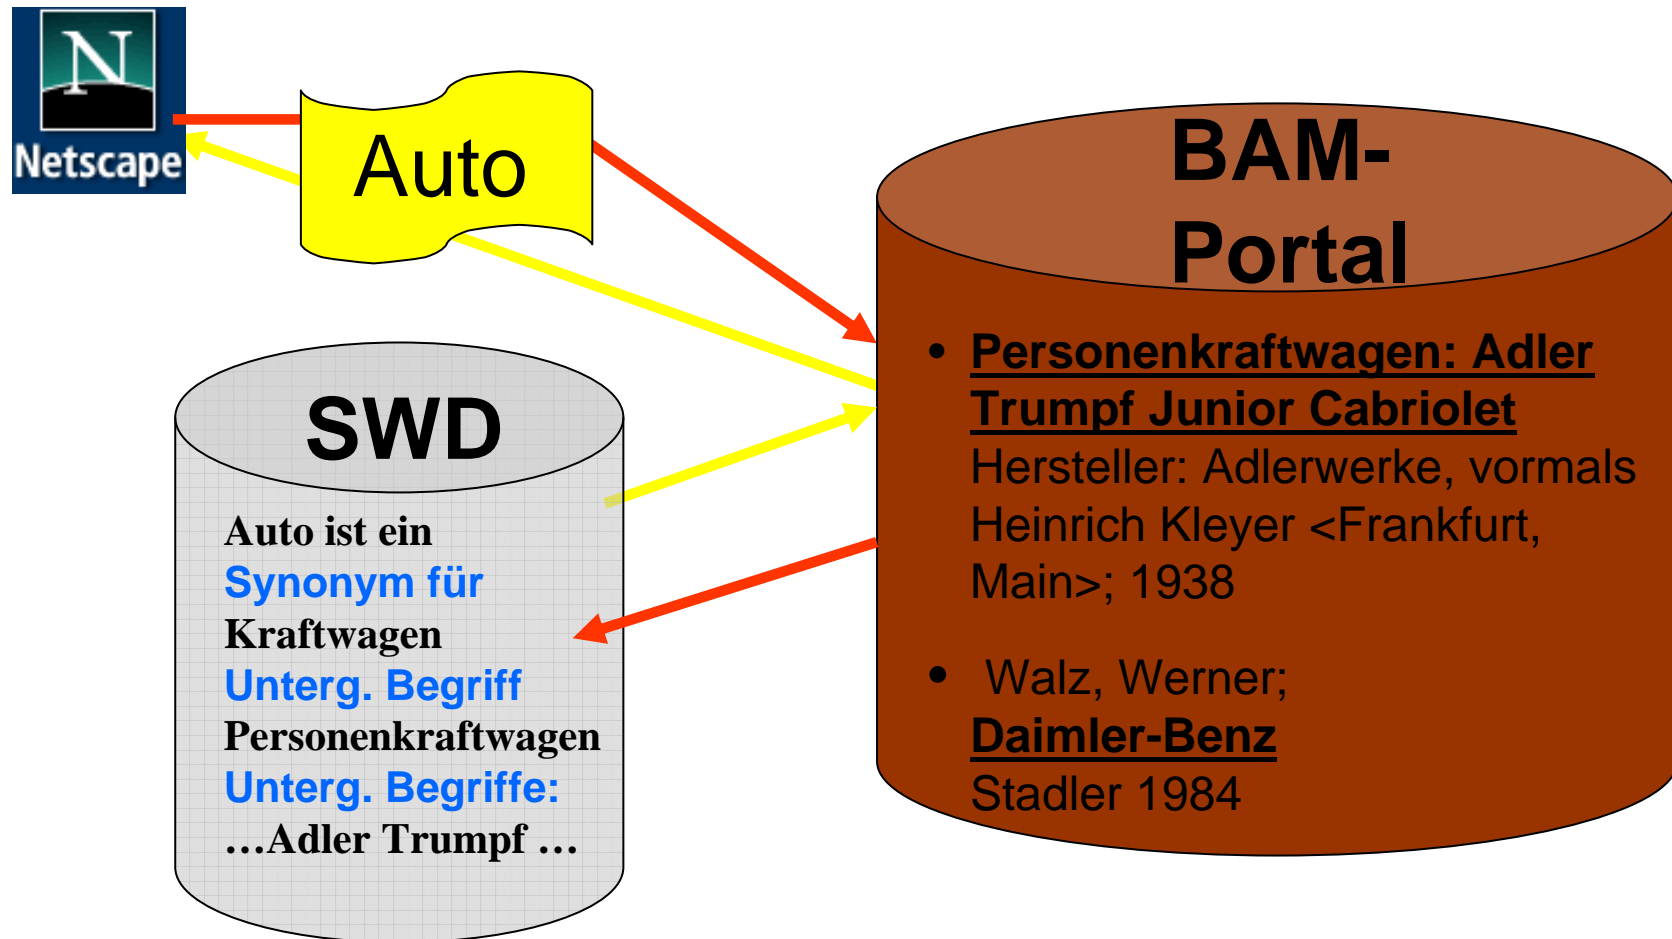 N
Netscape
Auto
BAM-
Portal
SWD
Auto ist ein
Synonym für
Kraftwagen
Unterg. Begriff
Personenkraftwagen
Unterg. Begriffe:
…Adler Trumpf …
• Personenkraftwagen: Adler
Trumpf Junior Cabriolet
Hersteller: Adlerwerke, vormals
Heinrich Kleyer <Frankfurt,
Main>; 1938
• Walz, Werner;
Daimler-Benz
Stadler 1984